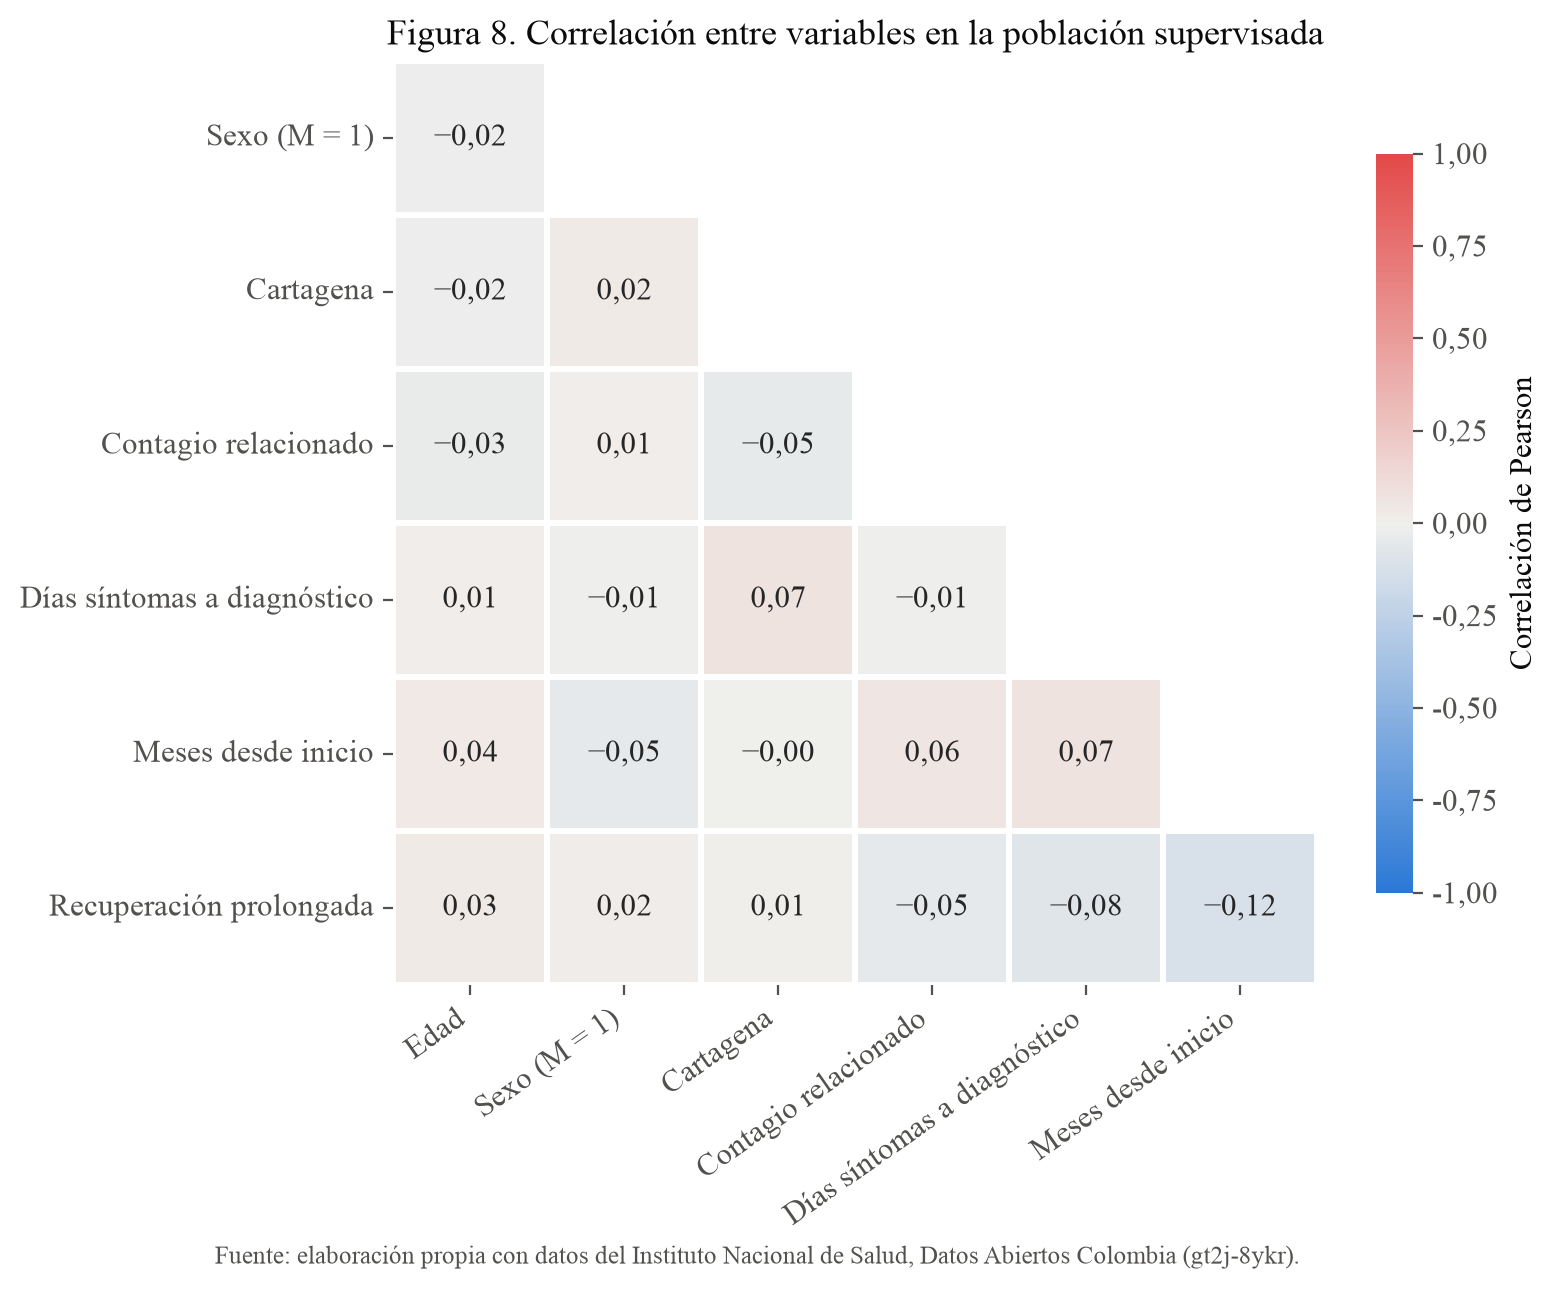 Figura 8. Correlación entre variables en la población supervisada
Sexo (M = 1)
−0,02
Cartagena
−0,02 0,02
Contagio relacionado
−0,03 0,01 −0,05
Días síntomas a diagnóstico
0,01 −0,01 0,07 −0,01
Meses desde inicio
0,04 −0,05 −0,00 0,06 0,07
Recuperación prolongada
0,03 0,02 0,01 −0,05 −0,08 −0,12
Edad
Sexo (M = 1)
Cartagena
Contagio relacionado
Días síntomas a diagnóstico
Meses desde inicio
1,00
0,75
0,50
0,25
0,00
-0,25
-0,50
-0,75
-1,00
Correlación de Pearson
Fuente: elaboración propia con datos del Instituto Nacional de Salud, Datos Abiertos Colombia (gt2j-8ykr).